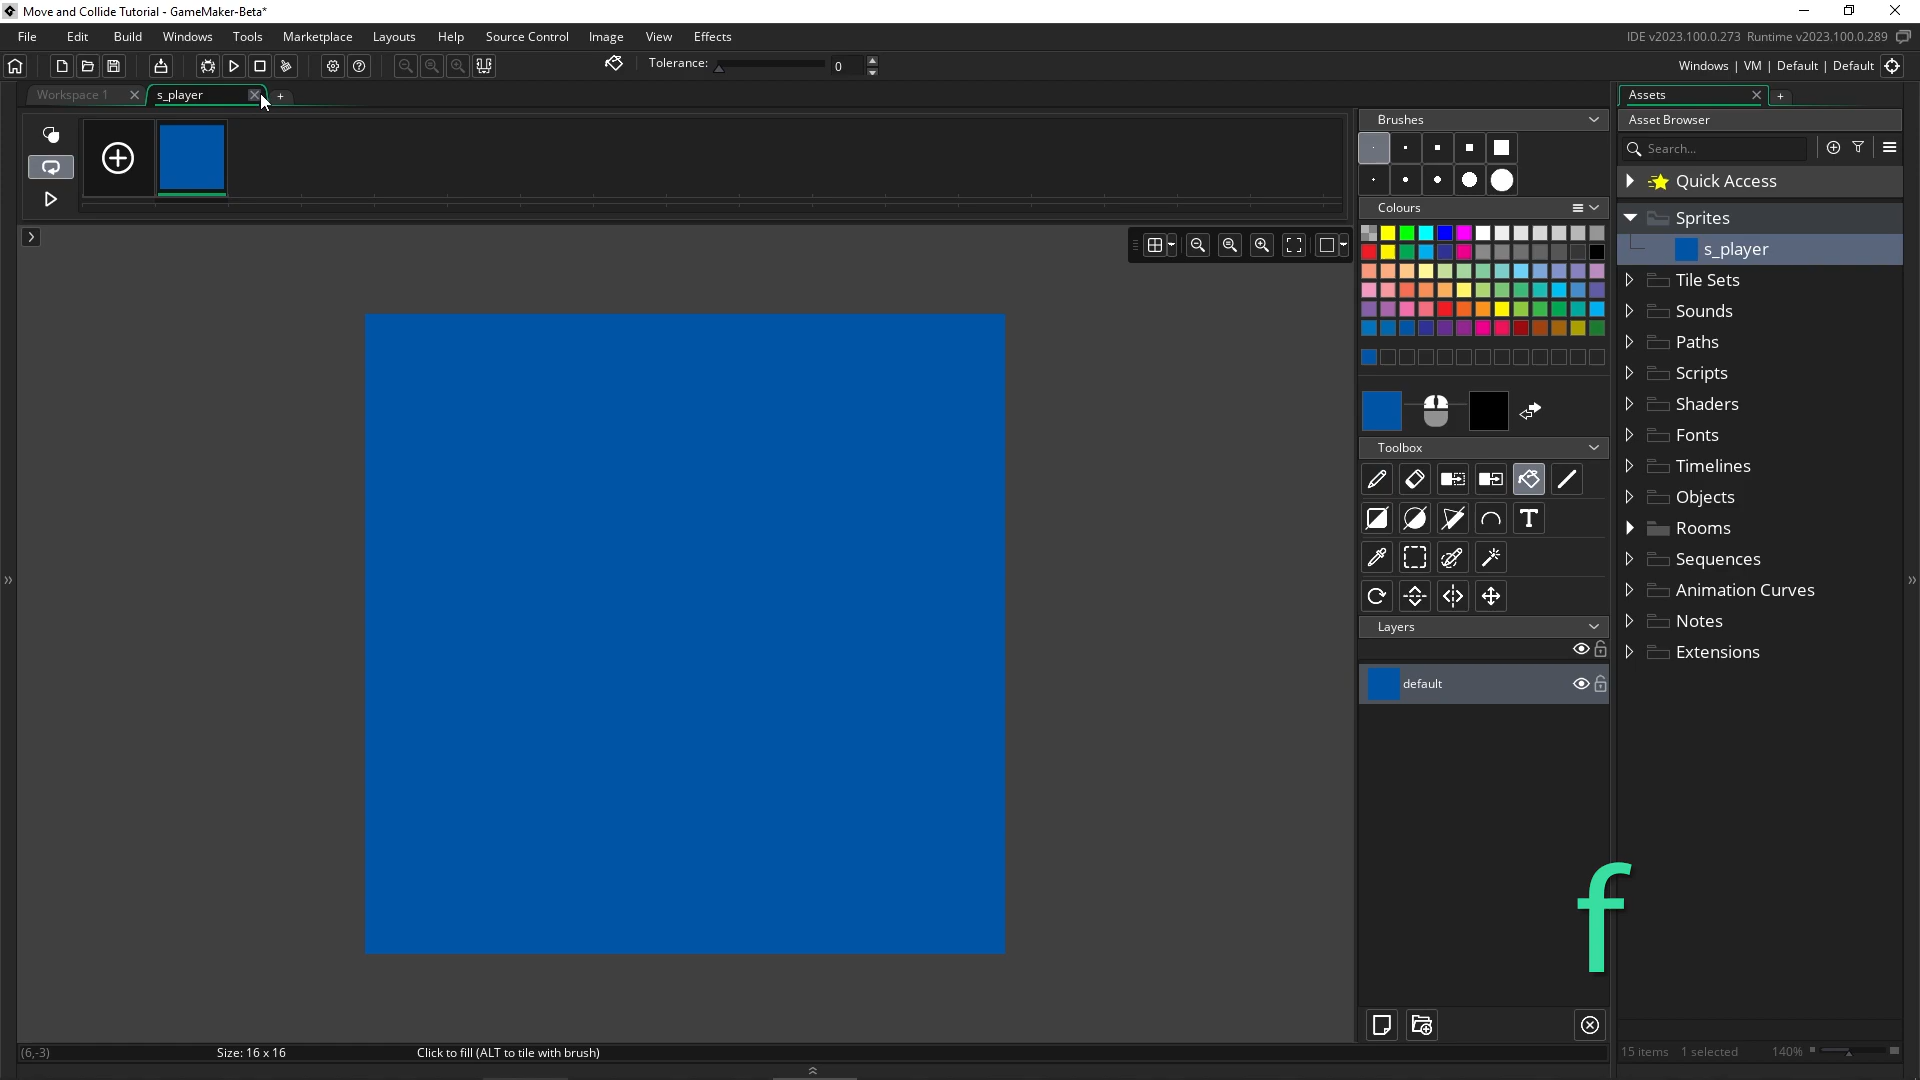 Move and Collide Tutorial - GameMaker-Beta*
File Edit Build Windows Tools Marketplace Layouts Help Source Control Image View Effects
IDE v2023.100.0.273 Runtime v2023.100.0.289
Tolerance: 0
Windows | VM | Default | Default
Workspace 1
s_player
Assets
Asset Browser
Search...
Quick Access
Sprites
s_player
Tile Sets
Sounds
Paths
Scripts
Shaders
Fonts
Timelines
Objects
Rooms
Sequences
Animation Curves
Notes
Extensions
Brushes
Colours
Toolbox
T
Layers
default
f
(6,-3)
Size: 16 x 16
Click to fill (ALT to tile with brush)
15 items 1 selected 140%